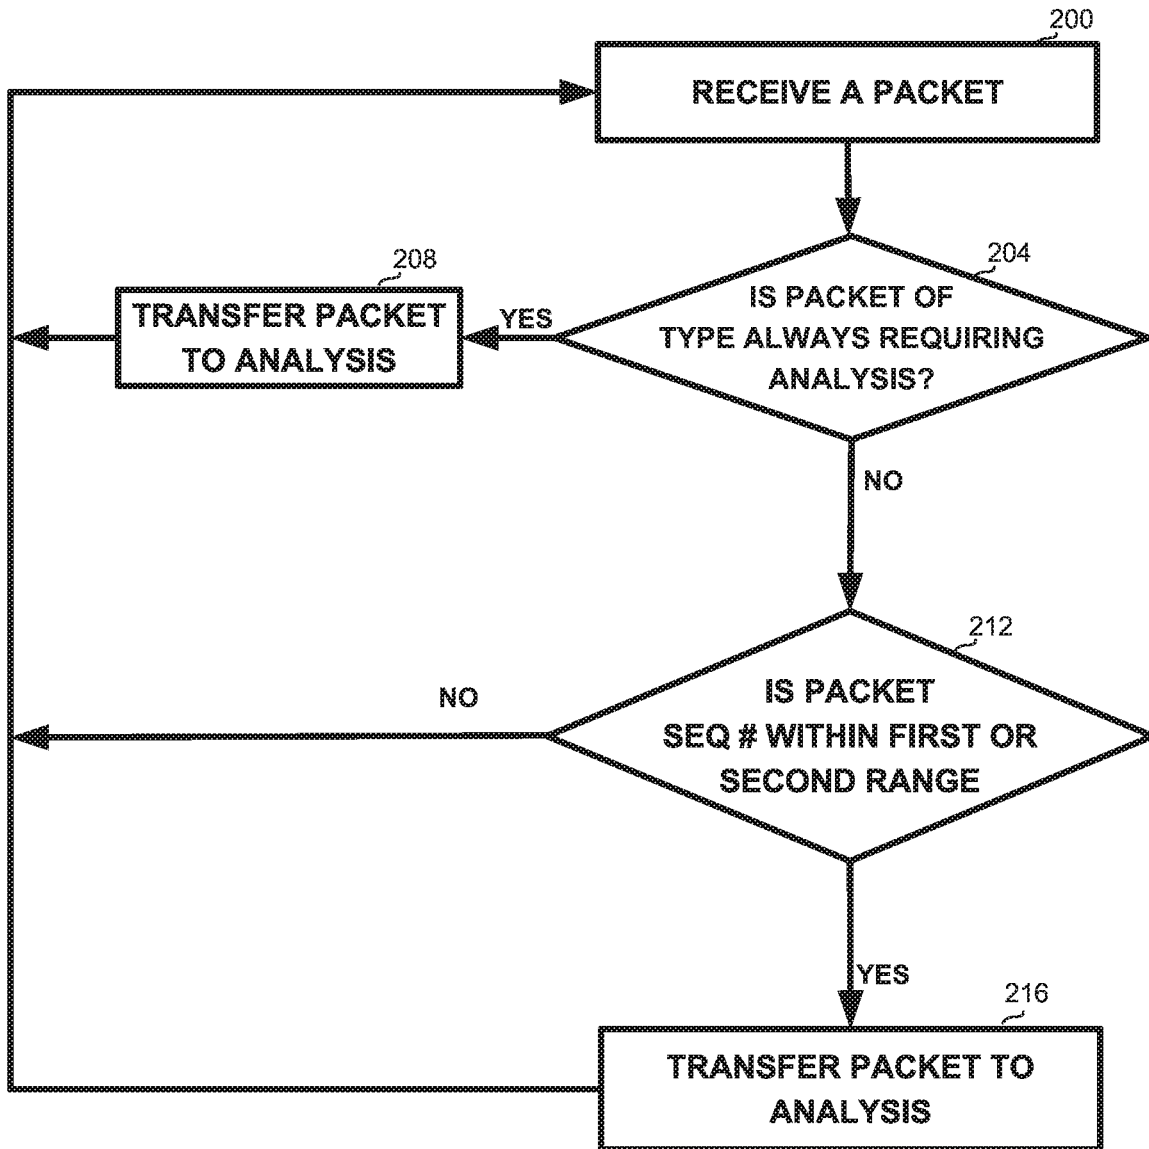 200
RECEIVE A PACKET
204
IS PACKET OF
TYPE ALWAYS REQUIRING
ANALYSIS?
208
TRANSFER PACKET
TO ANALYSIS
YES
NO
212
IS PACKET
SEQ # WITHIN FIRST OR
SECOND RANGE
NO
YES
216
TRANSFER PACKET TO
ANALYSIS